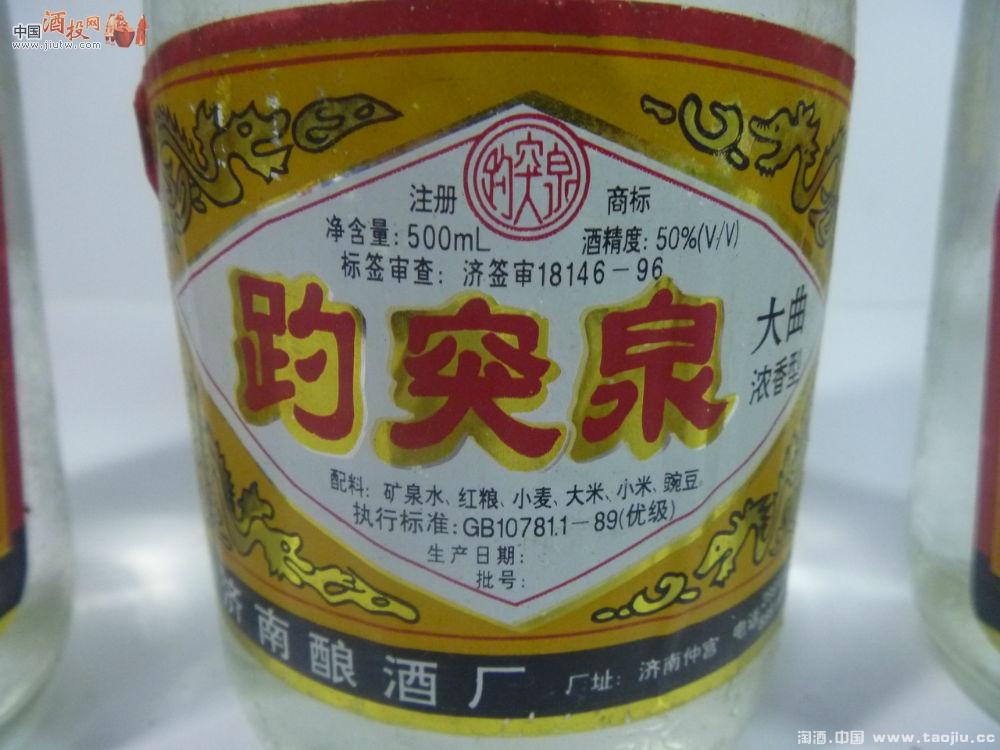 中国酒投网
www.jiutw.com
趵突泉
注册 商标
净含量: 500mL 酒精度: 50%(V/V)
标签审查: 济签审18146-96
趵突泉
大曲
浓香型
配料: 矿泉水、红粮、小麦、大米、小米、豌豆。
执行标准: GB10781.1-89(优级)
生产日期:
批号:
济南酿酒厂 厂址: 济南仲宫 电话
淘酒.中国 www.taojiu.cc